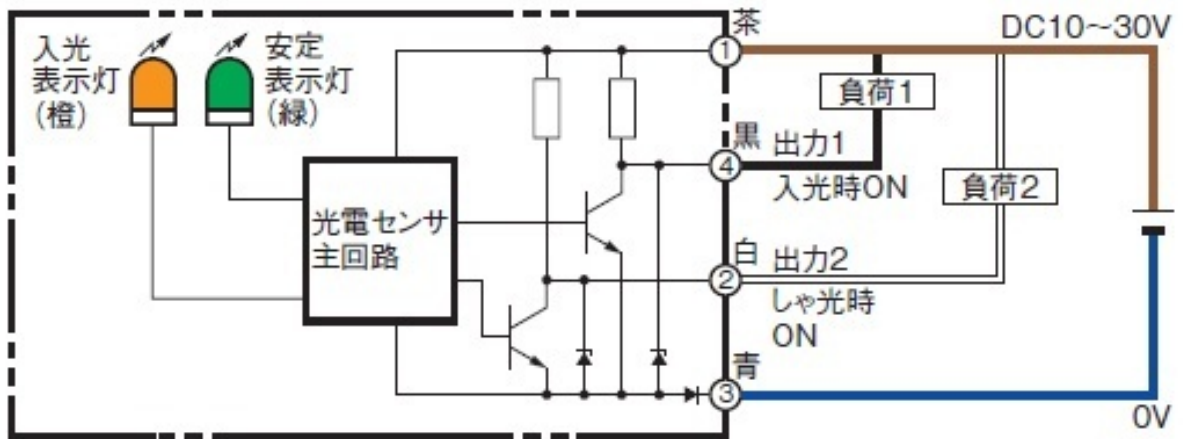 入光
表示灯
(橙)
安定
表示灯
(緑)
光電センサ
主回路
茶
①
DC10〜30V
負荷1
黒
④
出力1
入光時ON
負荷2
白
②
出力2
しゃ光時
ON
青
③
0V